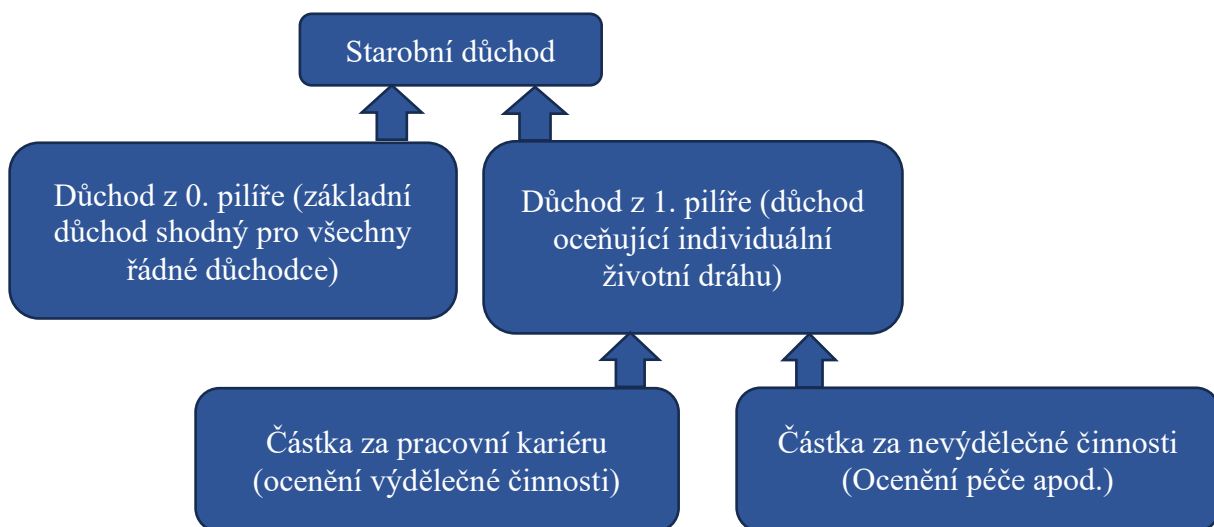 Starobní důchod
Důchod z 0. pilíře (základní
důchod shodný pro všechny
řádné důchodce)
Důchod z 1. pilíře (důchod
oceňující individuální
životní dráhu)
Částka za pracovní kariéru
(ocenění výdělečné činnosti)
Částka za nevýdělečné činnosti
(Ocenění péče apod.)